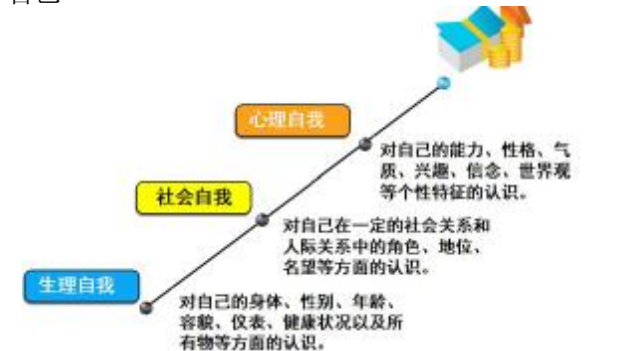 心理自我
对自己的能力、性格、气
质、兴趣、信念、世界观
等个性特征的认识。
社会自我
对自己在一定的社会关系和
人际关系中的角色、地位、
名望等方面的认识。
生理自我
对自己的身体、性别、年龄、
容貌、仪表、健康状况以及所
有物等方面的认识。